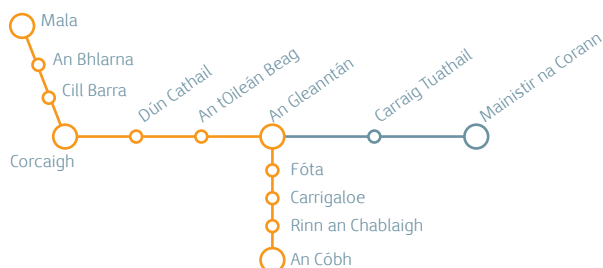 Mala
An Bhlarna
Cill Barra
Corcaigh
Dún Cathail
An tOileán Beag
An Gleanntán
Carraig Tuathail
Mainistir na Corann
Fóta
Carrigaloe
Rinn an Chablaigh
An Cóbh